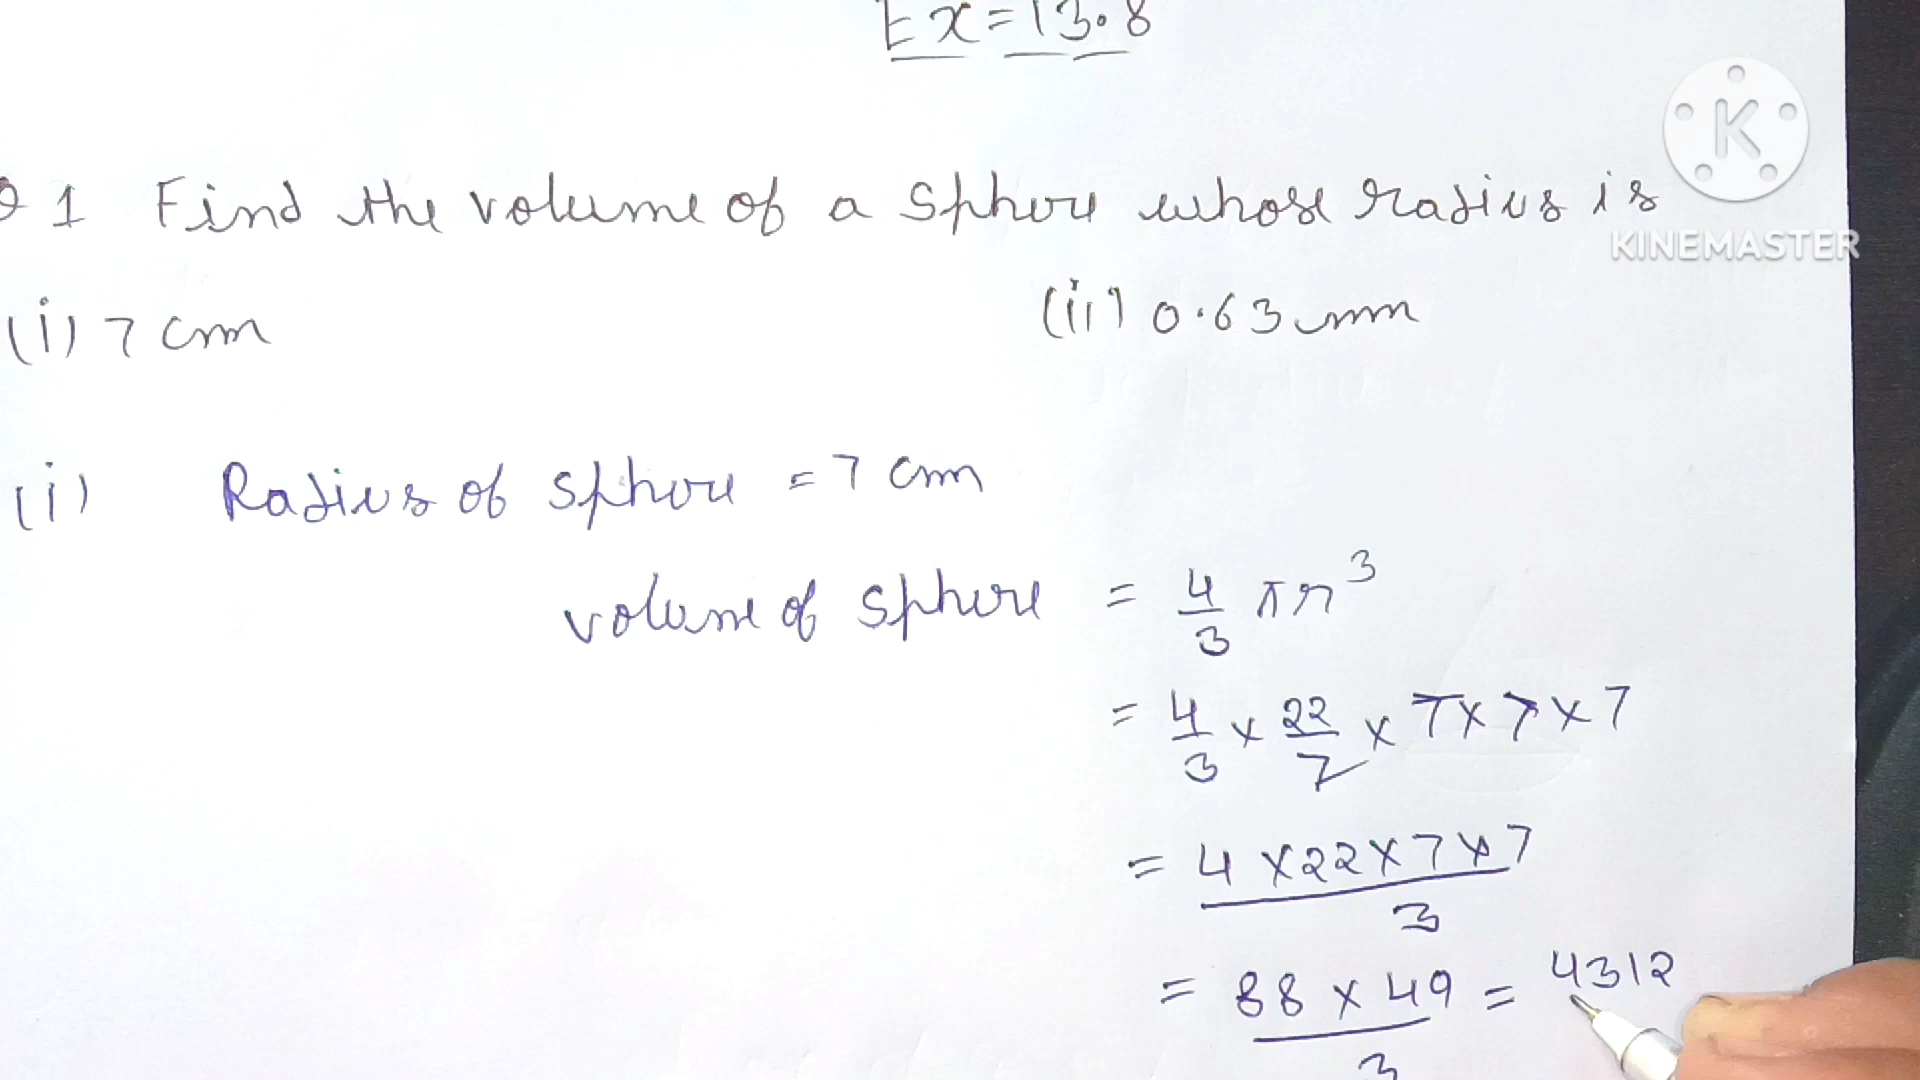 Ex = 13.8
Q 1 Find the volume of a sphere whose radius is
(i) 7 cm (ii) 0.63 mm
(i) Radius of sphere = 7 cm
volume of sphere = 4/3 πr³
= 4/3 × 22/7 × 7 × 7 × 7
= 4 × 22 × 7 × 7 / 3
= 88 × 49 / 3 = 4312
KINEMASTER